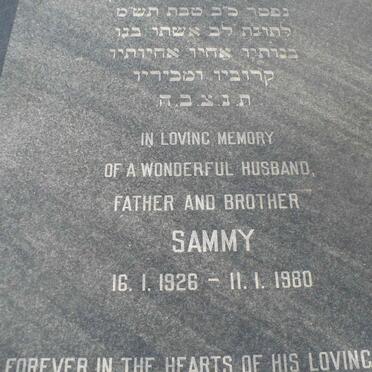 נפטר כ״ב טבת תש״מ
לתוגת לב אשתו בנו
בנותיו אחיו אחיותיו
קרוביו ומכיריו
ת.נ.צ.ב.ה
IN LOVING MEMORY
OF A WONDERFUL HUSBAND,
FATHER AND BROTHER
SAMMY
16. 1. 1926 – 11. 1. 1980
FOREVER IN THE HEARTS OF HIS LOVING